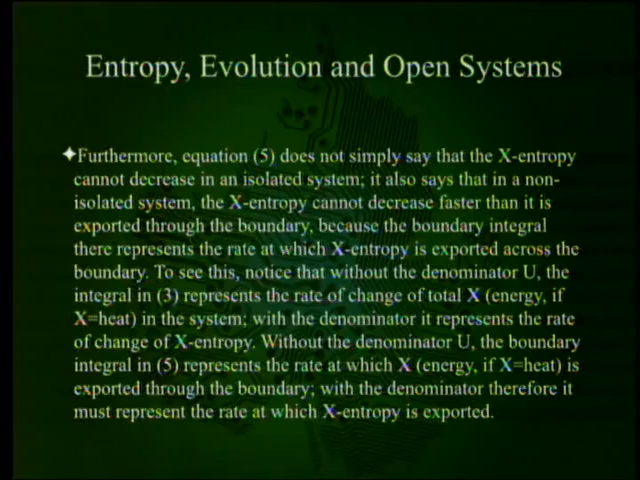 Entropy, Evolution and Open Systems
Furthermore, equation (5) does not simply say that the X-entropy
cannot decrease in an isolated system; it also says that in a non-
isolated system, the X-entropy cannot decrease faster than it is
exported through the boundary, because the boundary integral
there represents the rate at which X-entropy is exported across the
boundary. To see this, notice that without the denominator U, the
integral in (3) represents the rate of change of total X (energy, if
X=heat) in the system; with the denominator it represents the rate
of change of X-entropy. Without the denominator U, the boundary
integral in (5) represents the rate at which X (energy, if X=heat) is
exported through the boundary; with the denominator therefore it
must represent the rate at which X-entropy is exported.